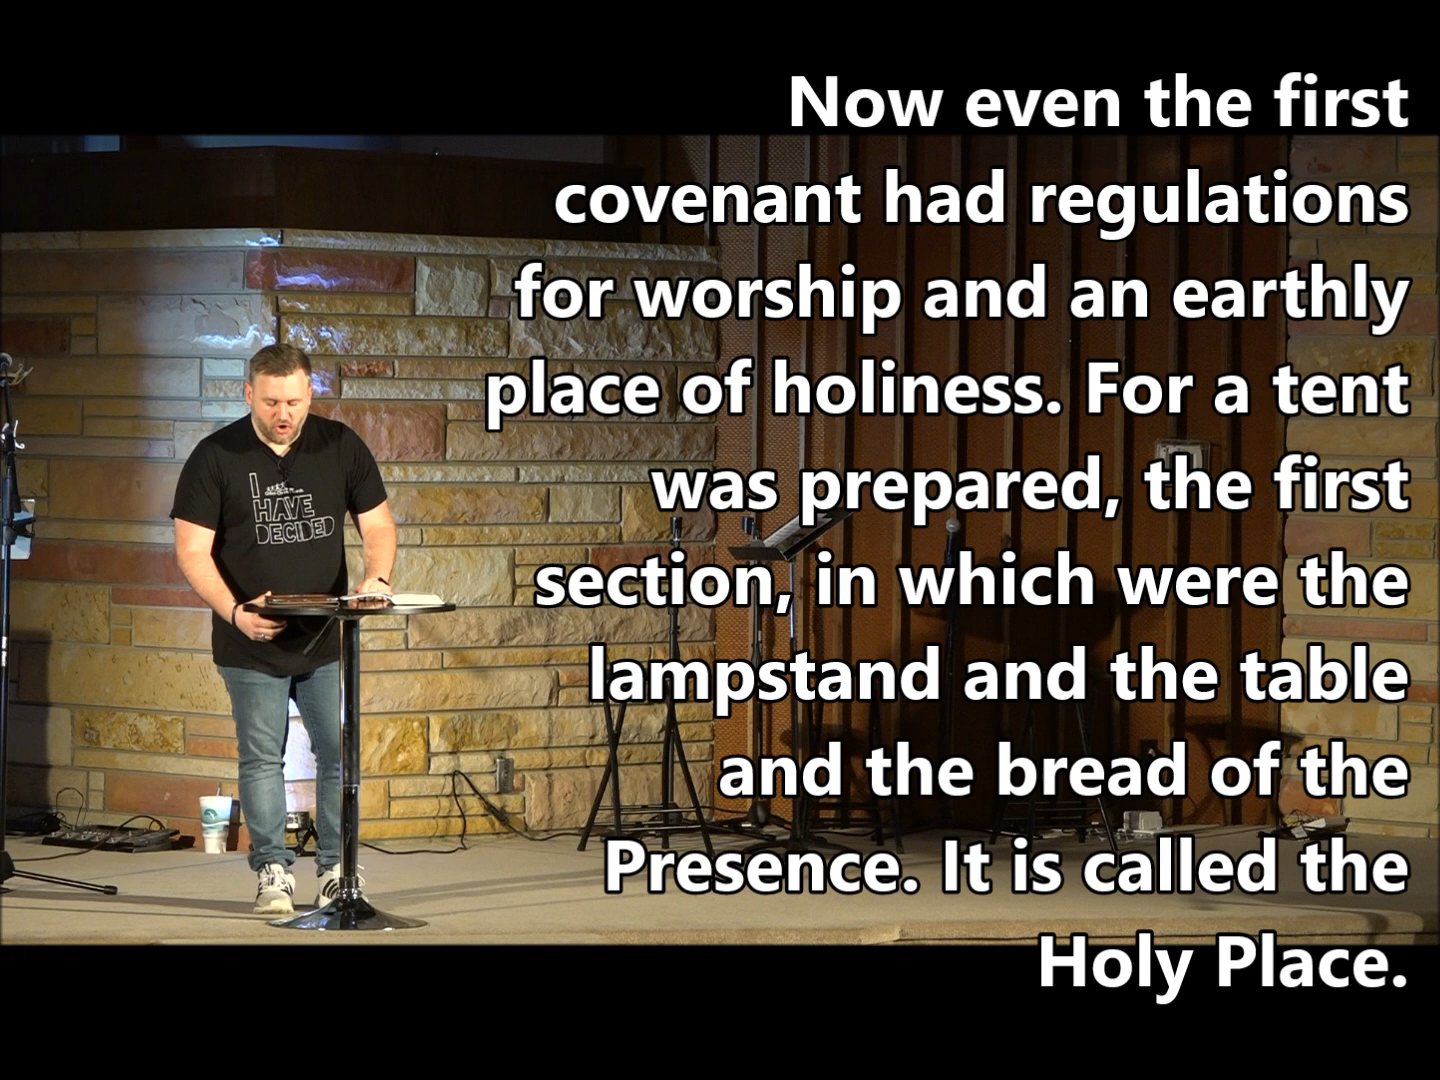 Now even the first
covenant had regulations
for worship and an earthly
place of holiness. For a tent
was prepared, the first
section, in which were the
lampstand and the table
and the bread of the
Presence. It is called the
Holy Place.
I
HAVE
DECIDED